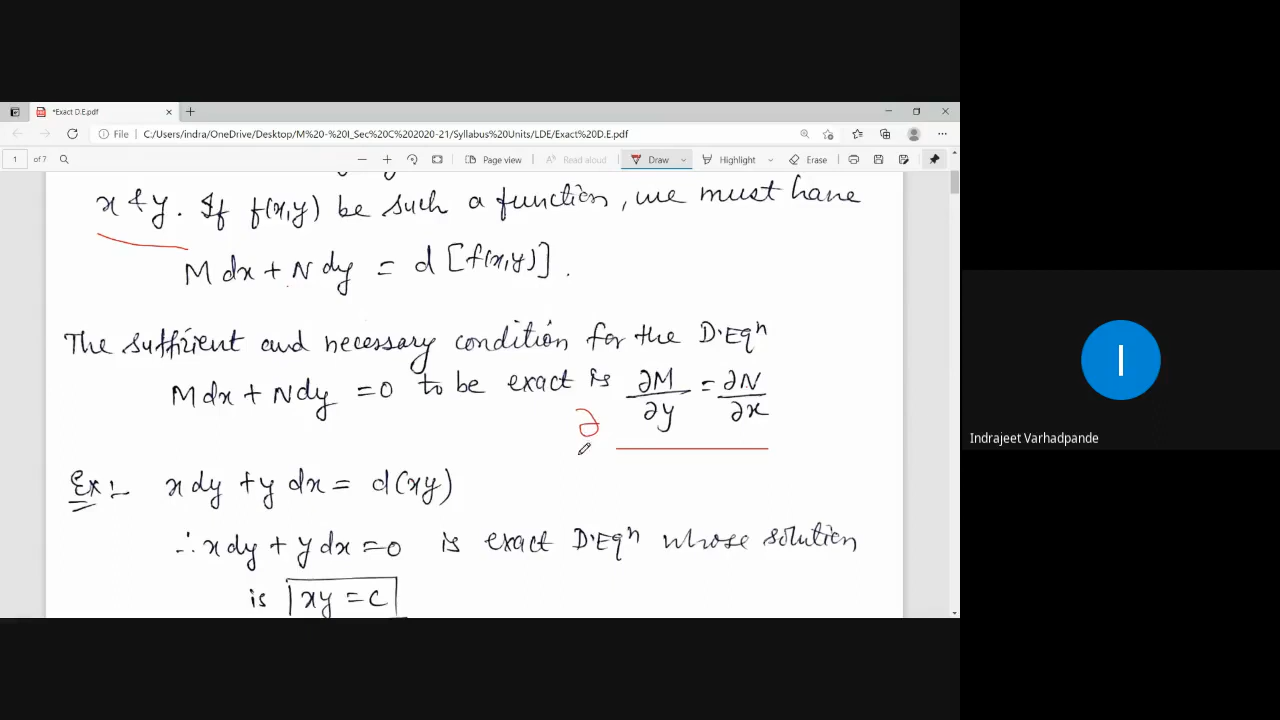 *Exact D.E.pdf
File C:/Users/indra/OneDrive/Desktop/M%20-%20I_Sec%20C%202020-21/Syllabus%20Units/LDE/Exact%20D.E.pdf
1 of 7 Page view Read aloud Draw Highlight Erase
x & y. If f(x,y) be such a function, we must have
M dx + N dy = d [f(x,y)].
The sufficient and necessary condition for the D.Eqⁿ
M dx + N dy = 0 to be exact is ∂M/∂y = ∂N/∂x
∂
Ex:- x dy + y dx = d(xy)
∴ x dy + y dx = 0 is exact D.Eqⁿ whose solution
is xy = c
I
Indrajeet Varhadpande